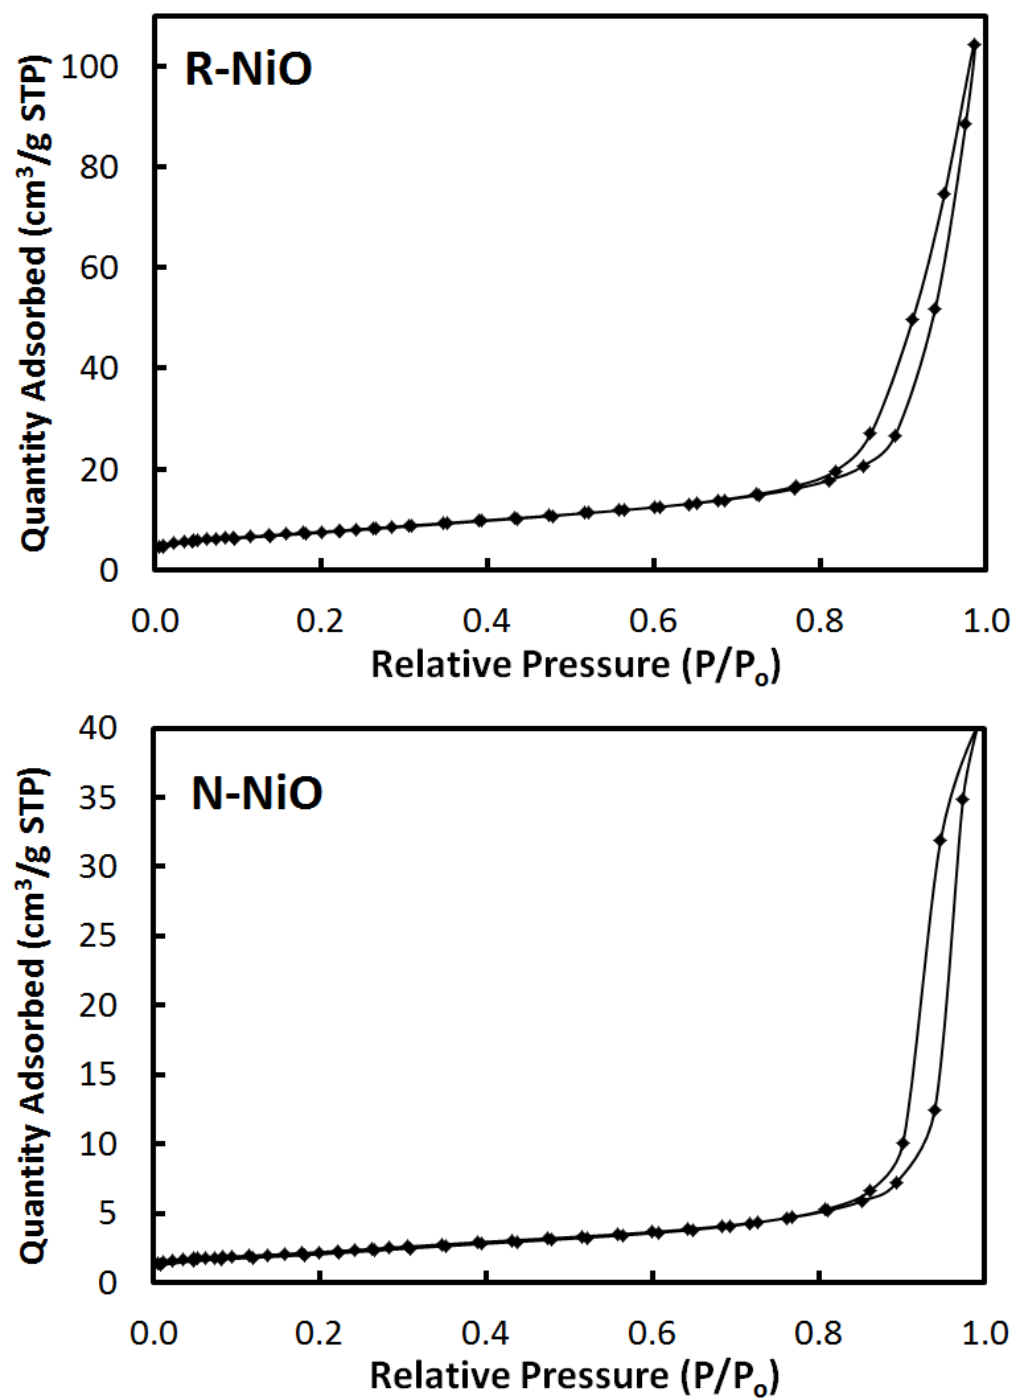 R-NiO
Quantity Adsorbed (cm³/g STP)
100
80
60
40
20
0
0.0 0.2 0.4 0.6 0.8 1.0
Relative Pressure (P/Pₒ)
N-NiO
Quantity Adsorbed (cm³/g STP)
40
35
30
25
20
15
10
5
0
0.0 0.2 0.4 0.6 0.8 1.0
Relative Pressure (P/Pₒ)